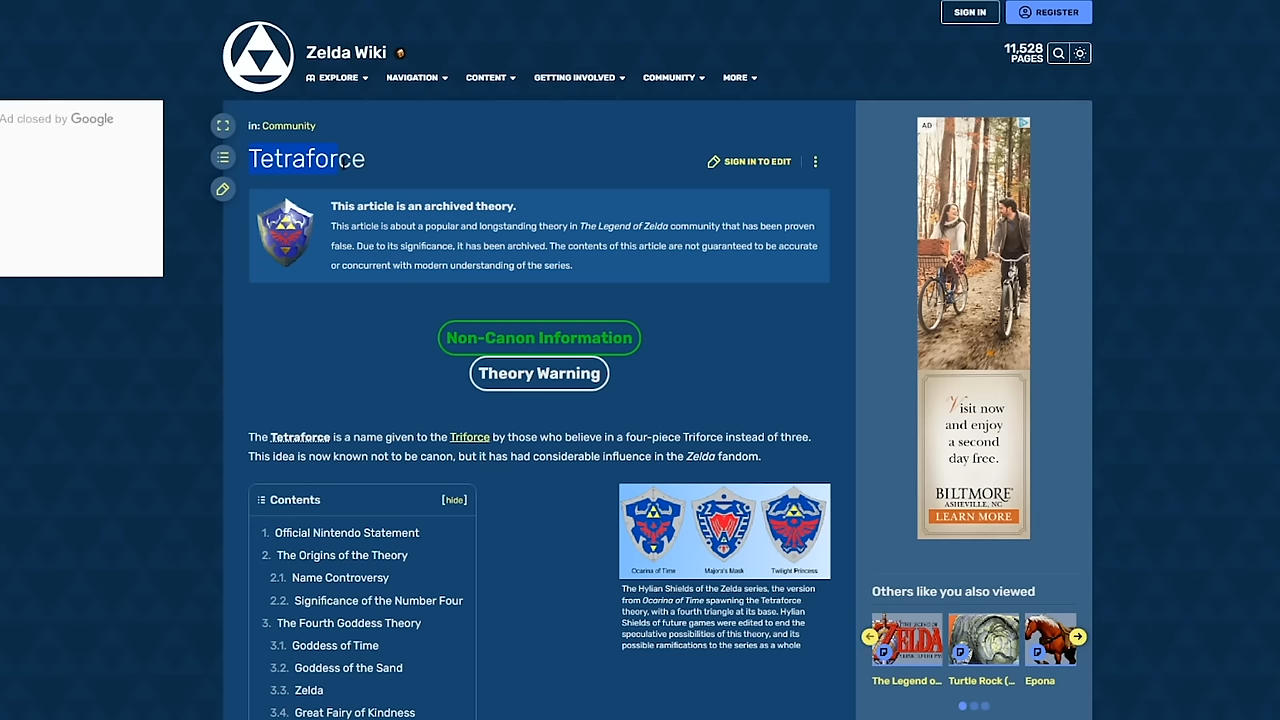 SIGN IN
REGISTER
Zelda Wiki
11,528
PAGES
EXPLORE
NAVIGATION
CONTENT
GETTING INVOLVED
COMMUNITY
MORE
Ad closed by Google
in: Community
Tetraforce
SIGN IN TO EDIT
This article is an archived theory.
This article is about a popular and longstanding theory in The Legend of Zelda community that has been proven
false. Due to its significance, it has been archived. The contents of this article are not guaranteed to be accurate
or concurrent with modern understanding of the series.
Non-Canon Information
Theory Warning
The Tetraforce is a name given to the Triforce by those who believe in a four-piece Triforce instead of three.
This idea is now known not to be canon, but it has had considerable influence in the Zelda fandom.
Contents [hide]
1. Official Nintendo Statement
2. The Origins of the Theory
2.1. Name Controversy
2.2. Significance of the Number Four
3. The Fourth Goddess Theory
3.1. Goddess of Time
3.2. Goddess of the Sand
3.3. Zelda
3.4. Great Fairy of Kindness
Ocarina of Time
Majora's Mask
Twilight Princess
The Hylian Shields of the Zelda series, the version
from Ocarina of Time spawning the Tetraforce
theory, with a fourth triangle at its base. Hylian
Shields of future games were edited to end the
speculative possibilities of this theory, and its
possible ramifications to the series as a whole
AD
Visit now
and enjoy
a second
day free.
BILTMORE
ASHEVILLE, NC
LEARN MORE
Others like you also viewed
ZELDA
The Legend o...
Turtle Rock (...
Epona